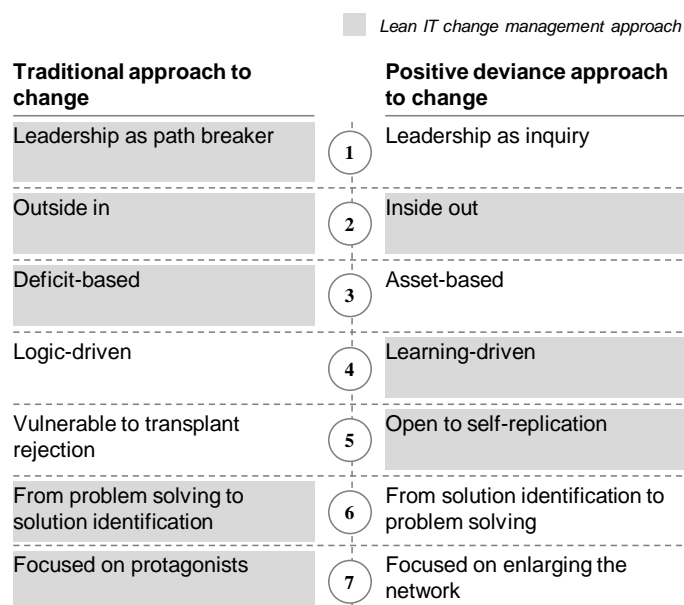 Lean IT change management approach
Traditional approach to
change
Positive deviance approach
to change
Leadership as path breaker
1
Leadership as inquiry
Outside in
2
Inside out
Deficit-based
3
Asset-based
Logic-driven
4
Learning-driven
Vulnerable to transplant
rejection
5
Open to self-replication
From problem solving to
solution identification
6
From solution identification to
problem solving
Focused on protagonists
7
Focused on enlarging the
network